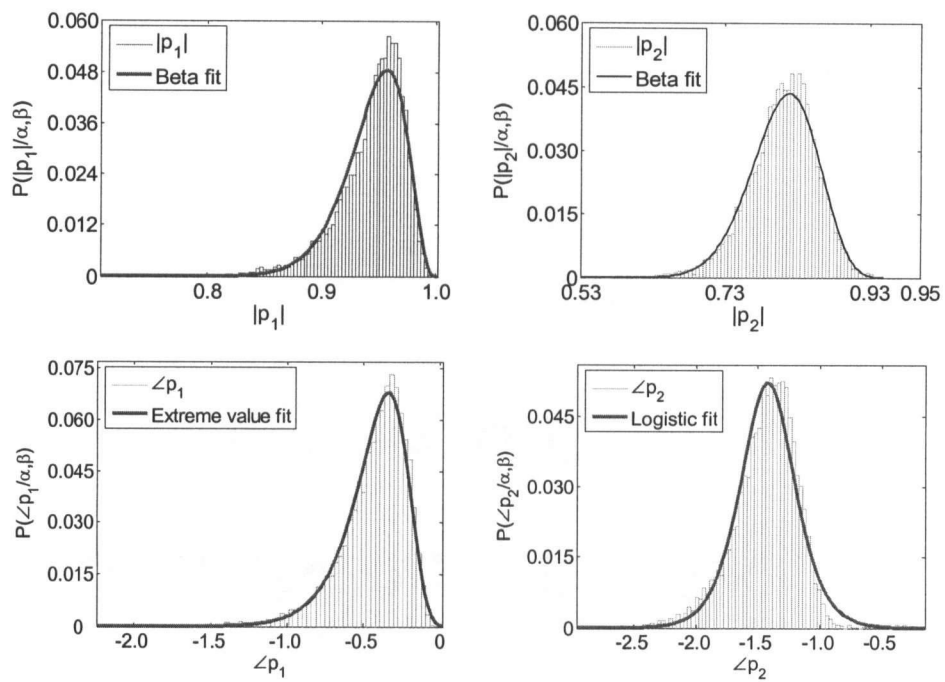 0.060
0.048
0.036
0.024
0.012
0
P(|p1|/α,β)
|p1|
Beta fit
0.8 0.9 1.0
|p1|
0.060
0.045
0.030
0.015
0
P(|p2|/α,β)
|p2|
Beta fit
0.53 0.73 0.93 0.95
|p2|
0.075
0.060
0.045
0.030
0.015
0
P(∠p1/α,β)
∠p1
Extreme value fit
-2.0 -1.5 -1.0 -0.5 0
∠p1
0.045
0.030
0.015
0
P(∠p2/α,β)
∠p2
Logistic fit
-2.5 -2.0 -1.5 -1.0 -0.5
∠p2